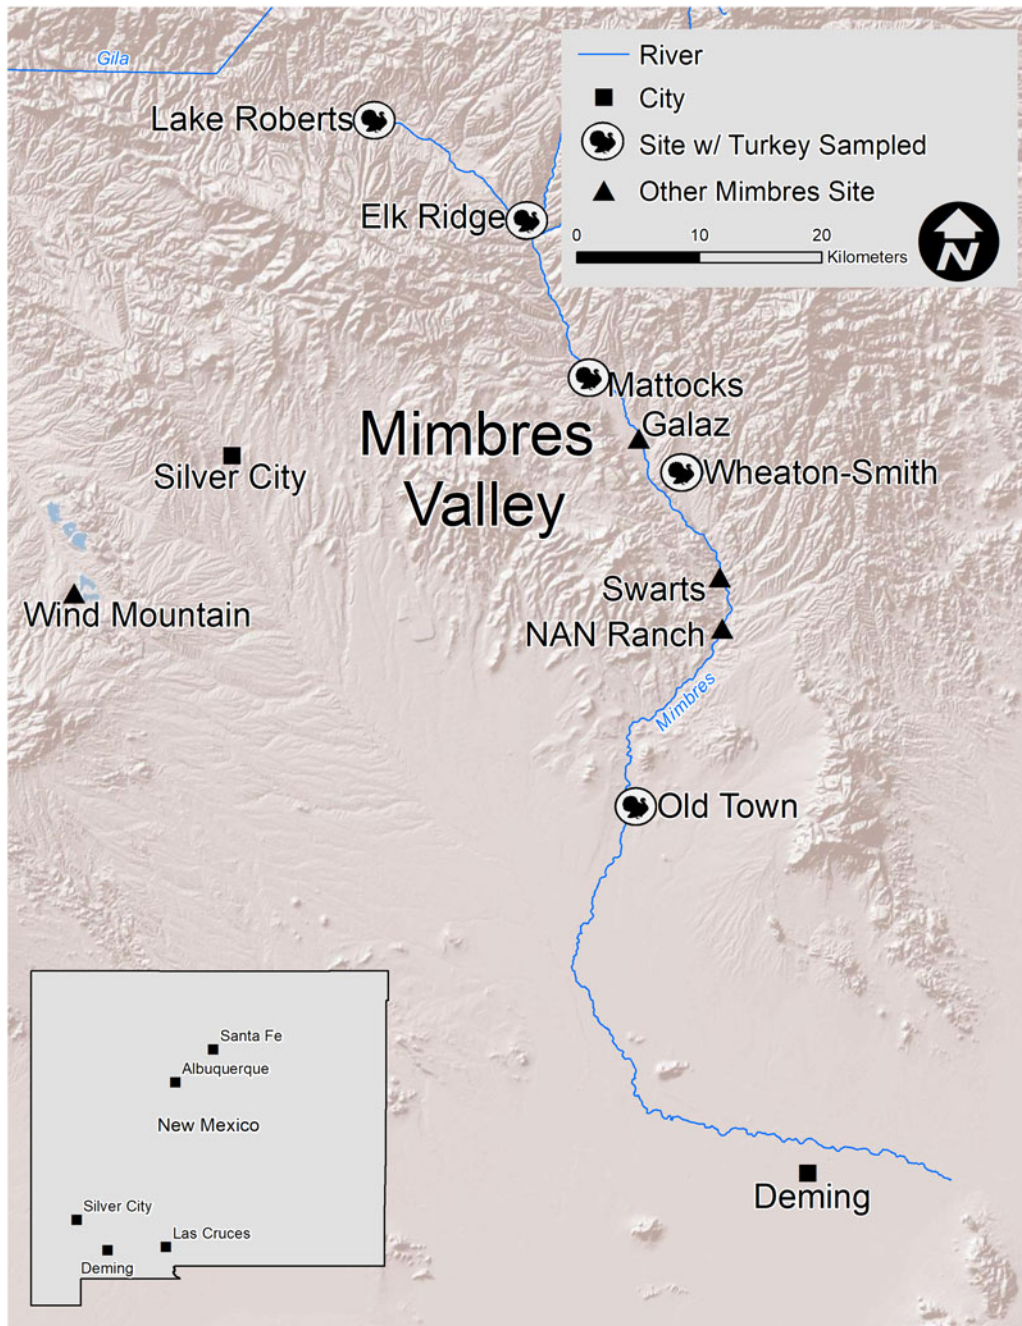 Gila
River
City
Site w/ Turkey Sampled
Other Mimbres Site
0 10 20
Kilometers
N
Lake Roberts
Elk Ridge
Mattocks
Galaz
Mimbres
Valley
Wheaton-Smith
Silver City
Swarts
Wind Mountain
NAN Ranch
Mimbres
Old Town
Deming
Santa Fe
Albuquerque
New Mexico
Silver City
Las Cruces
Deming